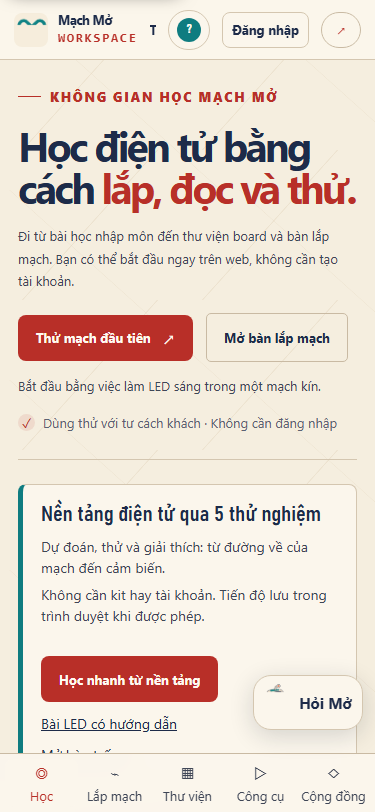 Mạch Mở
WORKSPACE
T
?
Đăng nhập
KHÔNG GIAN HỌC MẠCH MỞ
Học điện tử bằng
cách lắp, đọc và thử.
Đi từ bài học nhập môn đến thư viện board và bàn lắp
mạch. Bạn có thể bắt đầu ngay trên web, không cần tạo
tài khoản.
Thử mạch đầu tiên ↗
Mở bàn lắp mạch
Bắt đầu bằng việc làm LED sáng trong một mạch kín.
✓ Dùng thử với tư cách khách · Không cần đăng nhập
Nền tảng điện tử qua 5 thử nghiệm
Dự đoán, thử và giải thích: từ đường về của
mạch đến cảm biến.
Không cần kit hay tài khoản. Tiến độ lưu trong
trình duyệt khi được phép.
Học nhanh từ nền tảng
Bài LED có hướng dẫn
Hỏi Mở
Học
Lắp mạch
Thư viện
Công cụ
Cộng đồng